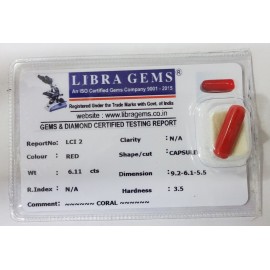 LIBRA GEMS®
An ISO Certified Gems Company 9001 - 2015
Registered Under the Trade Marks with Govt. of India
website : www.libragems.co.in
GEMS & DIAMOND CERTIFIED TESTING REPORT
ReportNo: LCI 2 Clarity : N/A
Colour : RED Shape/cut : CAPSULE
Wt : 6.11 cts Dimension : 9.2-6.1-5.5
R.Index : N/A Hardness : 3.5
Comment : ~~~~~~ CORAL ~~~~~~